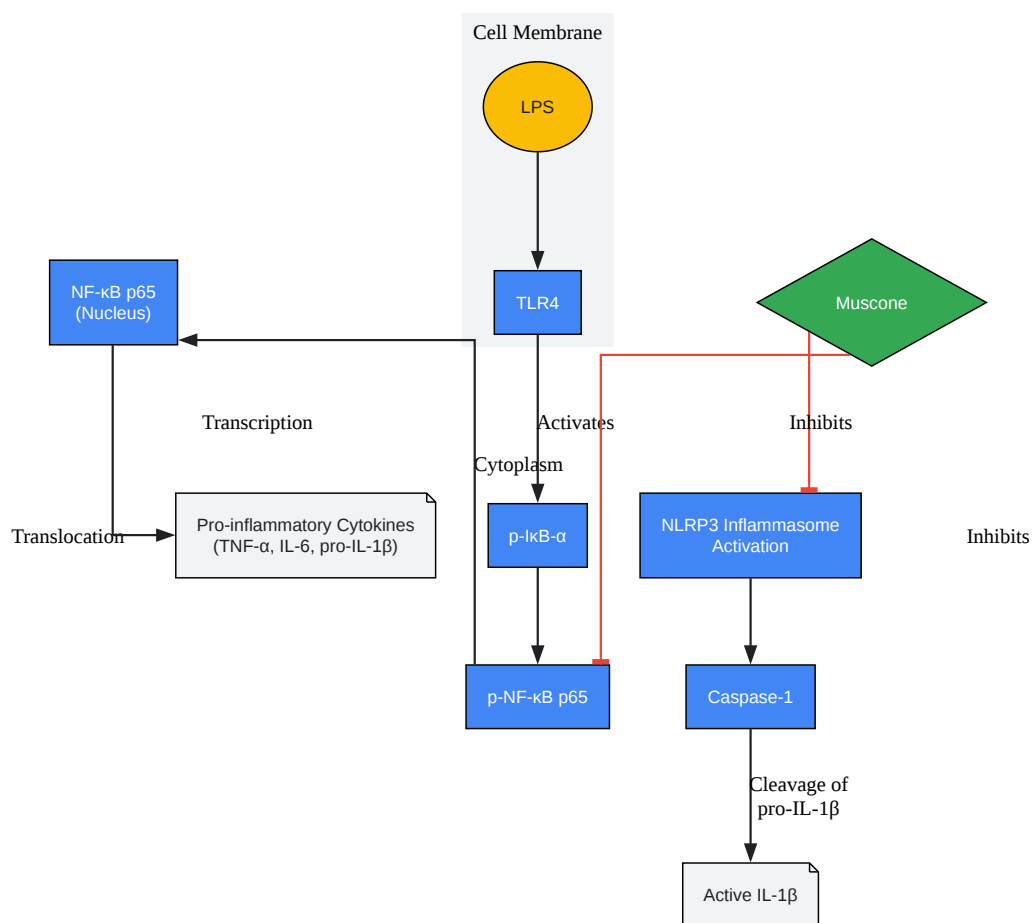 Cell Membrane
LPS
NF-κB p65
(Nucleus)
TLR4
Muscone
Transcription
Activates
Inhibits
Cytoplasm
Pro-inflammatory Cytokines
(TNF-α, IL-6, pro-IL-1β)
Translocation
p-IκB-α
NLRP3 Inflammasome
Activation
Inhibits
p-NF-κB p65
Caspase-1
Cleavage of
pro-IL-1β
Active IL-1β